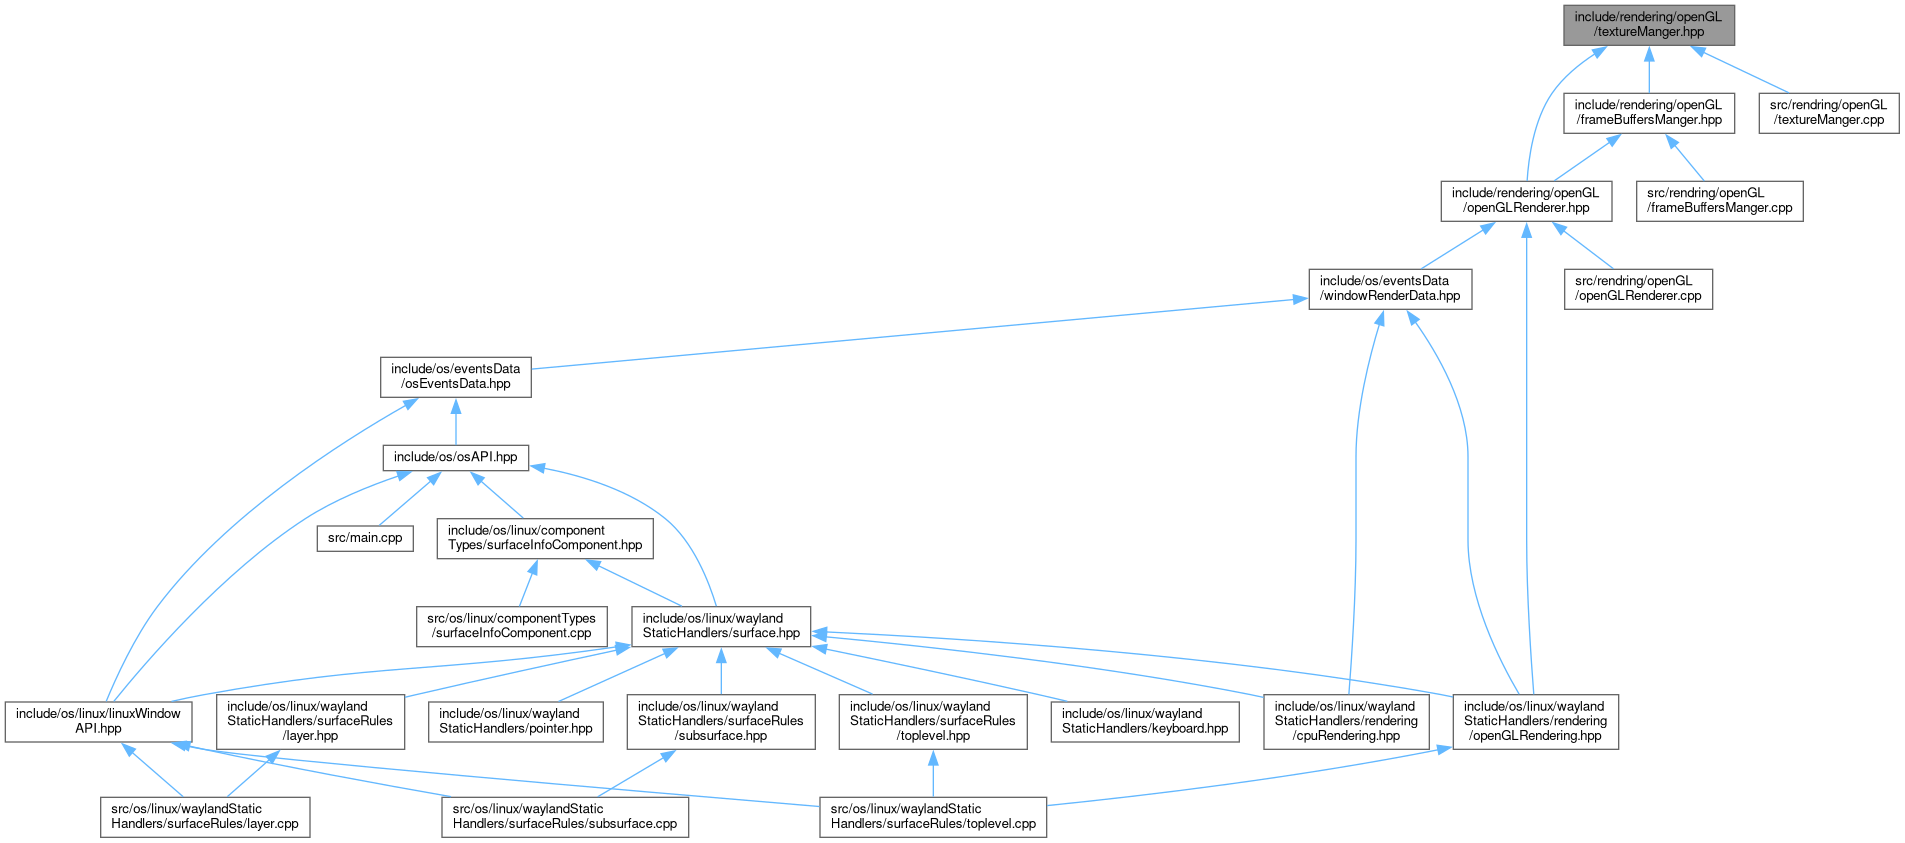 include/rendering/openGL
/textureManger.hpp
include/rendering/openGL
/frameBuffersManger.hpp
src/rendring/openGL
/textureManger.cpp
include/rendering/openGL
/openGLRenderer.hpp
src/rendring/openGL
/frameBuffersManger.cpp
include/os/eventsData
/windowRenderData.hpp
src/rendring/openGL
/openGLRenderer.cpp
include/os/eventsData
/osEventsData.hpp
include/os/osAPI.hpp
src/main.cpp
include/os/linux/component
Types/surfaceInfoComponent.hpp
src/os/linux/componentTypes
/surfaceInfoComponent.cpp
include/os/linux/wayland
StaticHandlers/surface.hpp
include/os/linux/linuxWindow
API.hpp
include/os/linux/wayland
StaticHandlers/surfaceRules
/layer.hpp
include/os/linux/wayland
StaticHandlers/pointer.hpp
include/os/linux/wayland
StaticHandlers/surfaceRules
/subsurface.hpp
include/os/linux/wayland
StaticHandlers/surfaceRules
/toplevel.hpp
include/os/linux/wayland
StaticHandlers/keyboard.hpp
include/os/linux/wayland
StaticHandlers/rendering
/cpuRendering.hpp
include/os/linux/wayland
StaticHandlers/rendering
/openGLRendering.hpp
src/os/linux/waylandStatic
Handlers/surfaceRules/layer.cpp
src/os/linux/waylandStatic
Handlers/surfaceRules/subsurface.cpp
src/os/linux/waylandStatic
Handlers/surfaceRules/toplevel.cpp